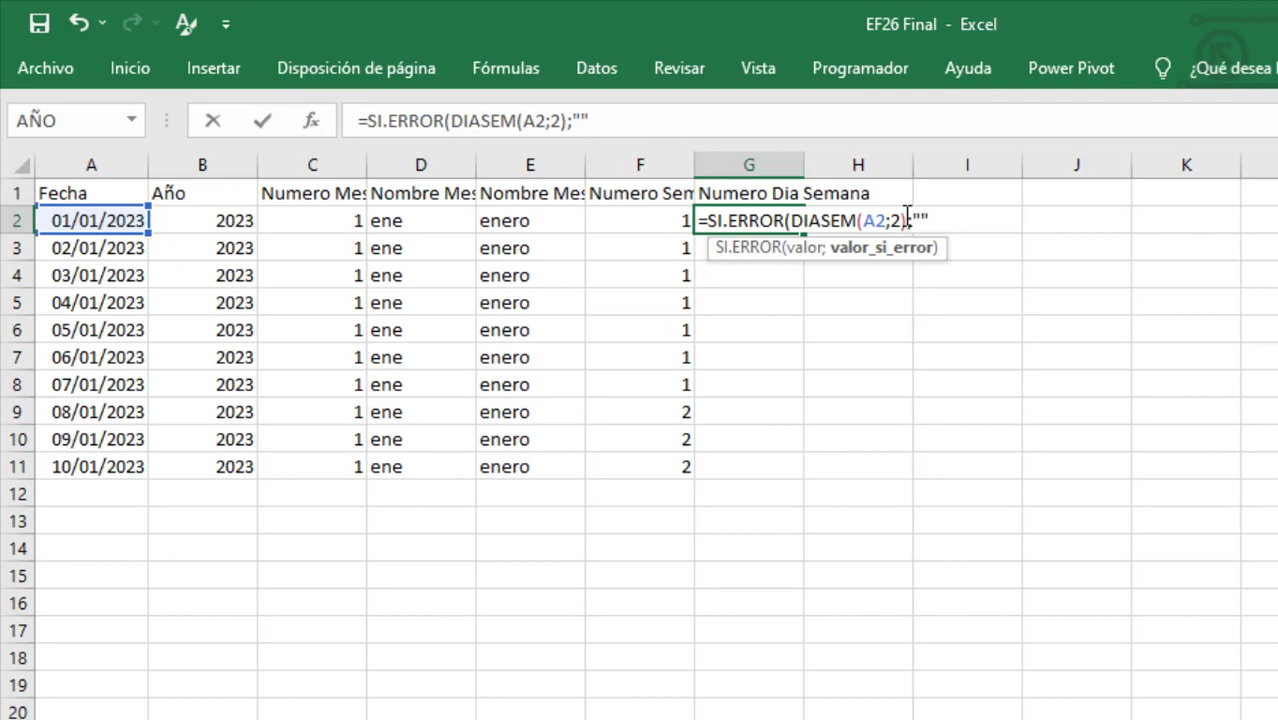 EF26 Final - Excel
Archivo Inicio Insertar Disposición de página Fórmulas Datos Revisar Vista Programador Ayuda Power Pivot ¿Qué desea
AÑO =SI.ERROR(DIASEM(A2;2);""
A B C D E F G H I J K
1 Fecha Año Numero Mes Nombre Mes Nombre Mes Numero Sem Numero Dia Semana
2 01/01/2023 2023 1 ene enero 1 =SI.ERROR(DIASEM(A2;2);""
SI.ERROR(valor; valor_si_error)
3 02/01/2023 2023 1 ene enero 1
4 03/01/2023 2023 1 ene enero 1
5 04/01/2023 2023 1 ene enero 1
6 05/01/2023 2023 1 ene enero 1
7 06/01/2023 2023 1 ene enero 1
8 07/01/2023 2023 1 ene enero 1
9 08/01/2023 2023 1 ene enero 2
10 09/01/2023 2023 1 ene enero 2
11 10/01/2023 2023 1 ene enero 2
12
13
14
15
16
17
18
19
20